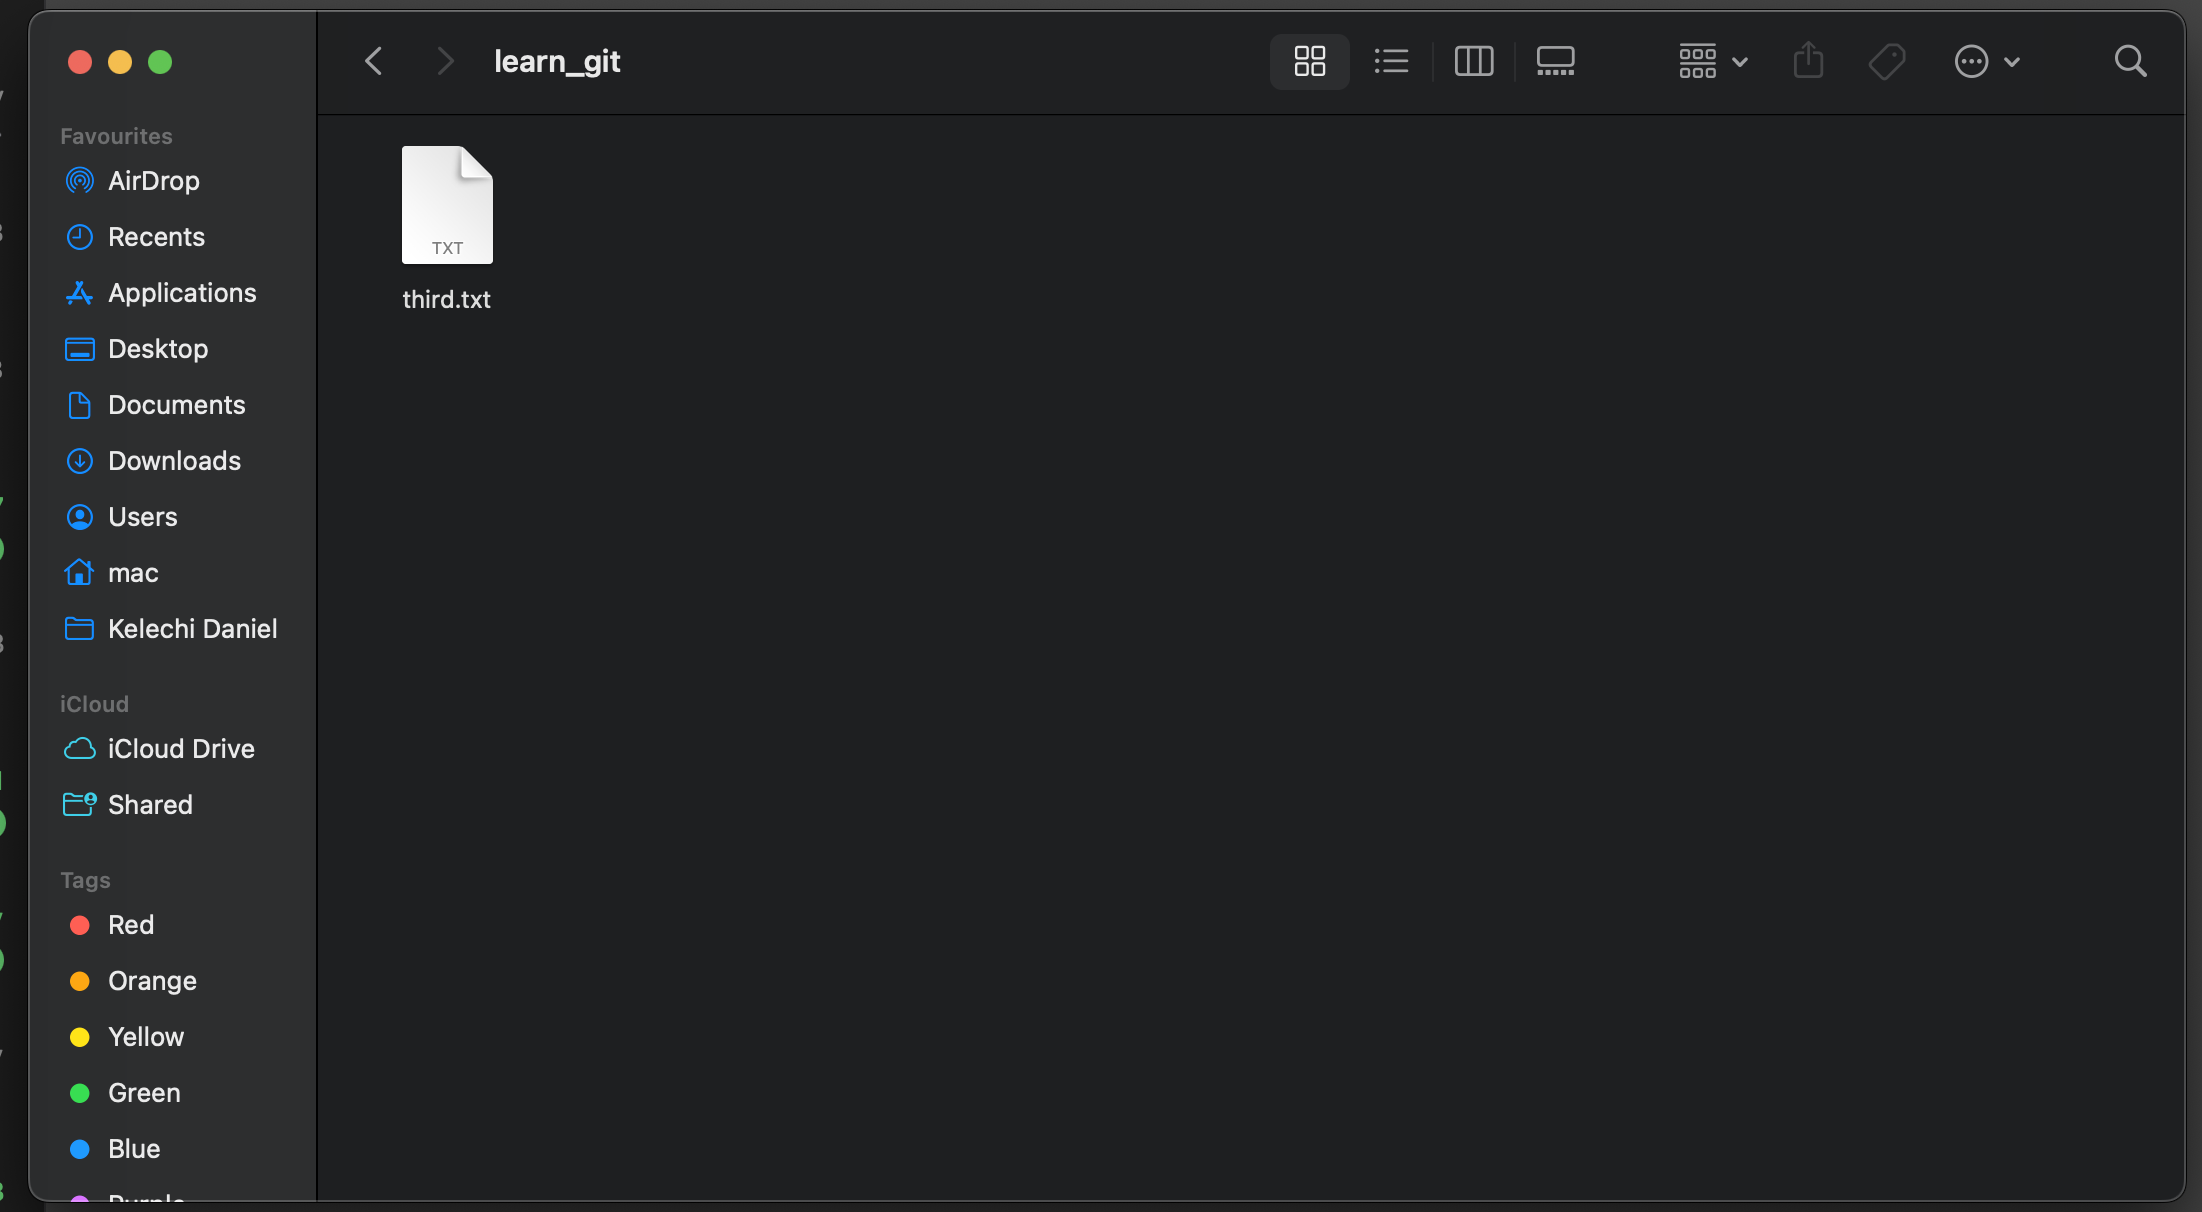 learn_git
Favourites
AirDrop
Recents
Applications
Desktop
Documents
Downloads
Users
mac
Kelechi Daniel
iCloud
iCloud Drive
Shared
Tags
Red
Orange
Yellow
Green
Blue
Purple
TXT
third.txt